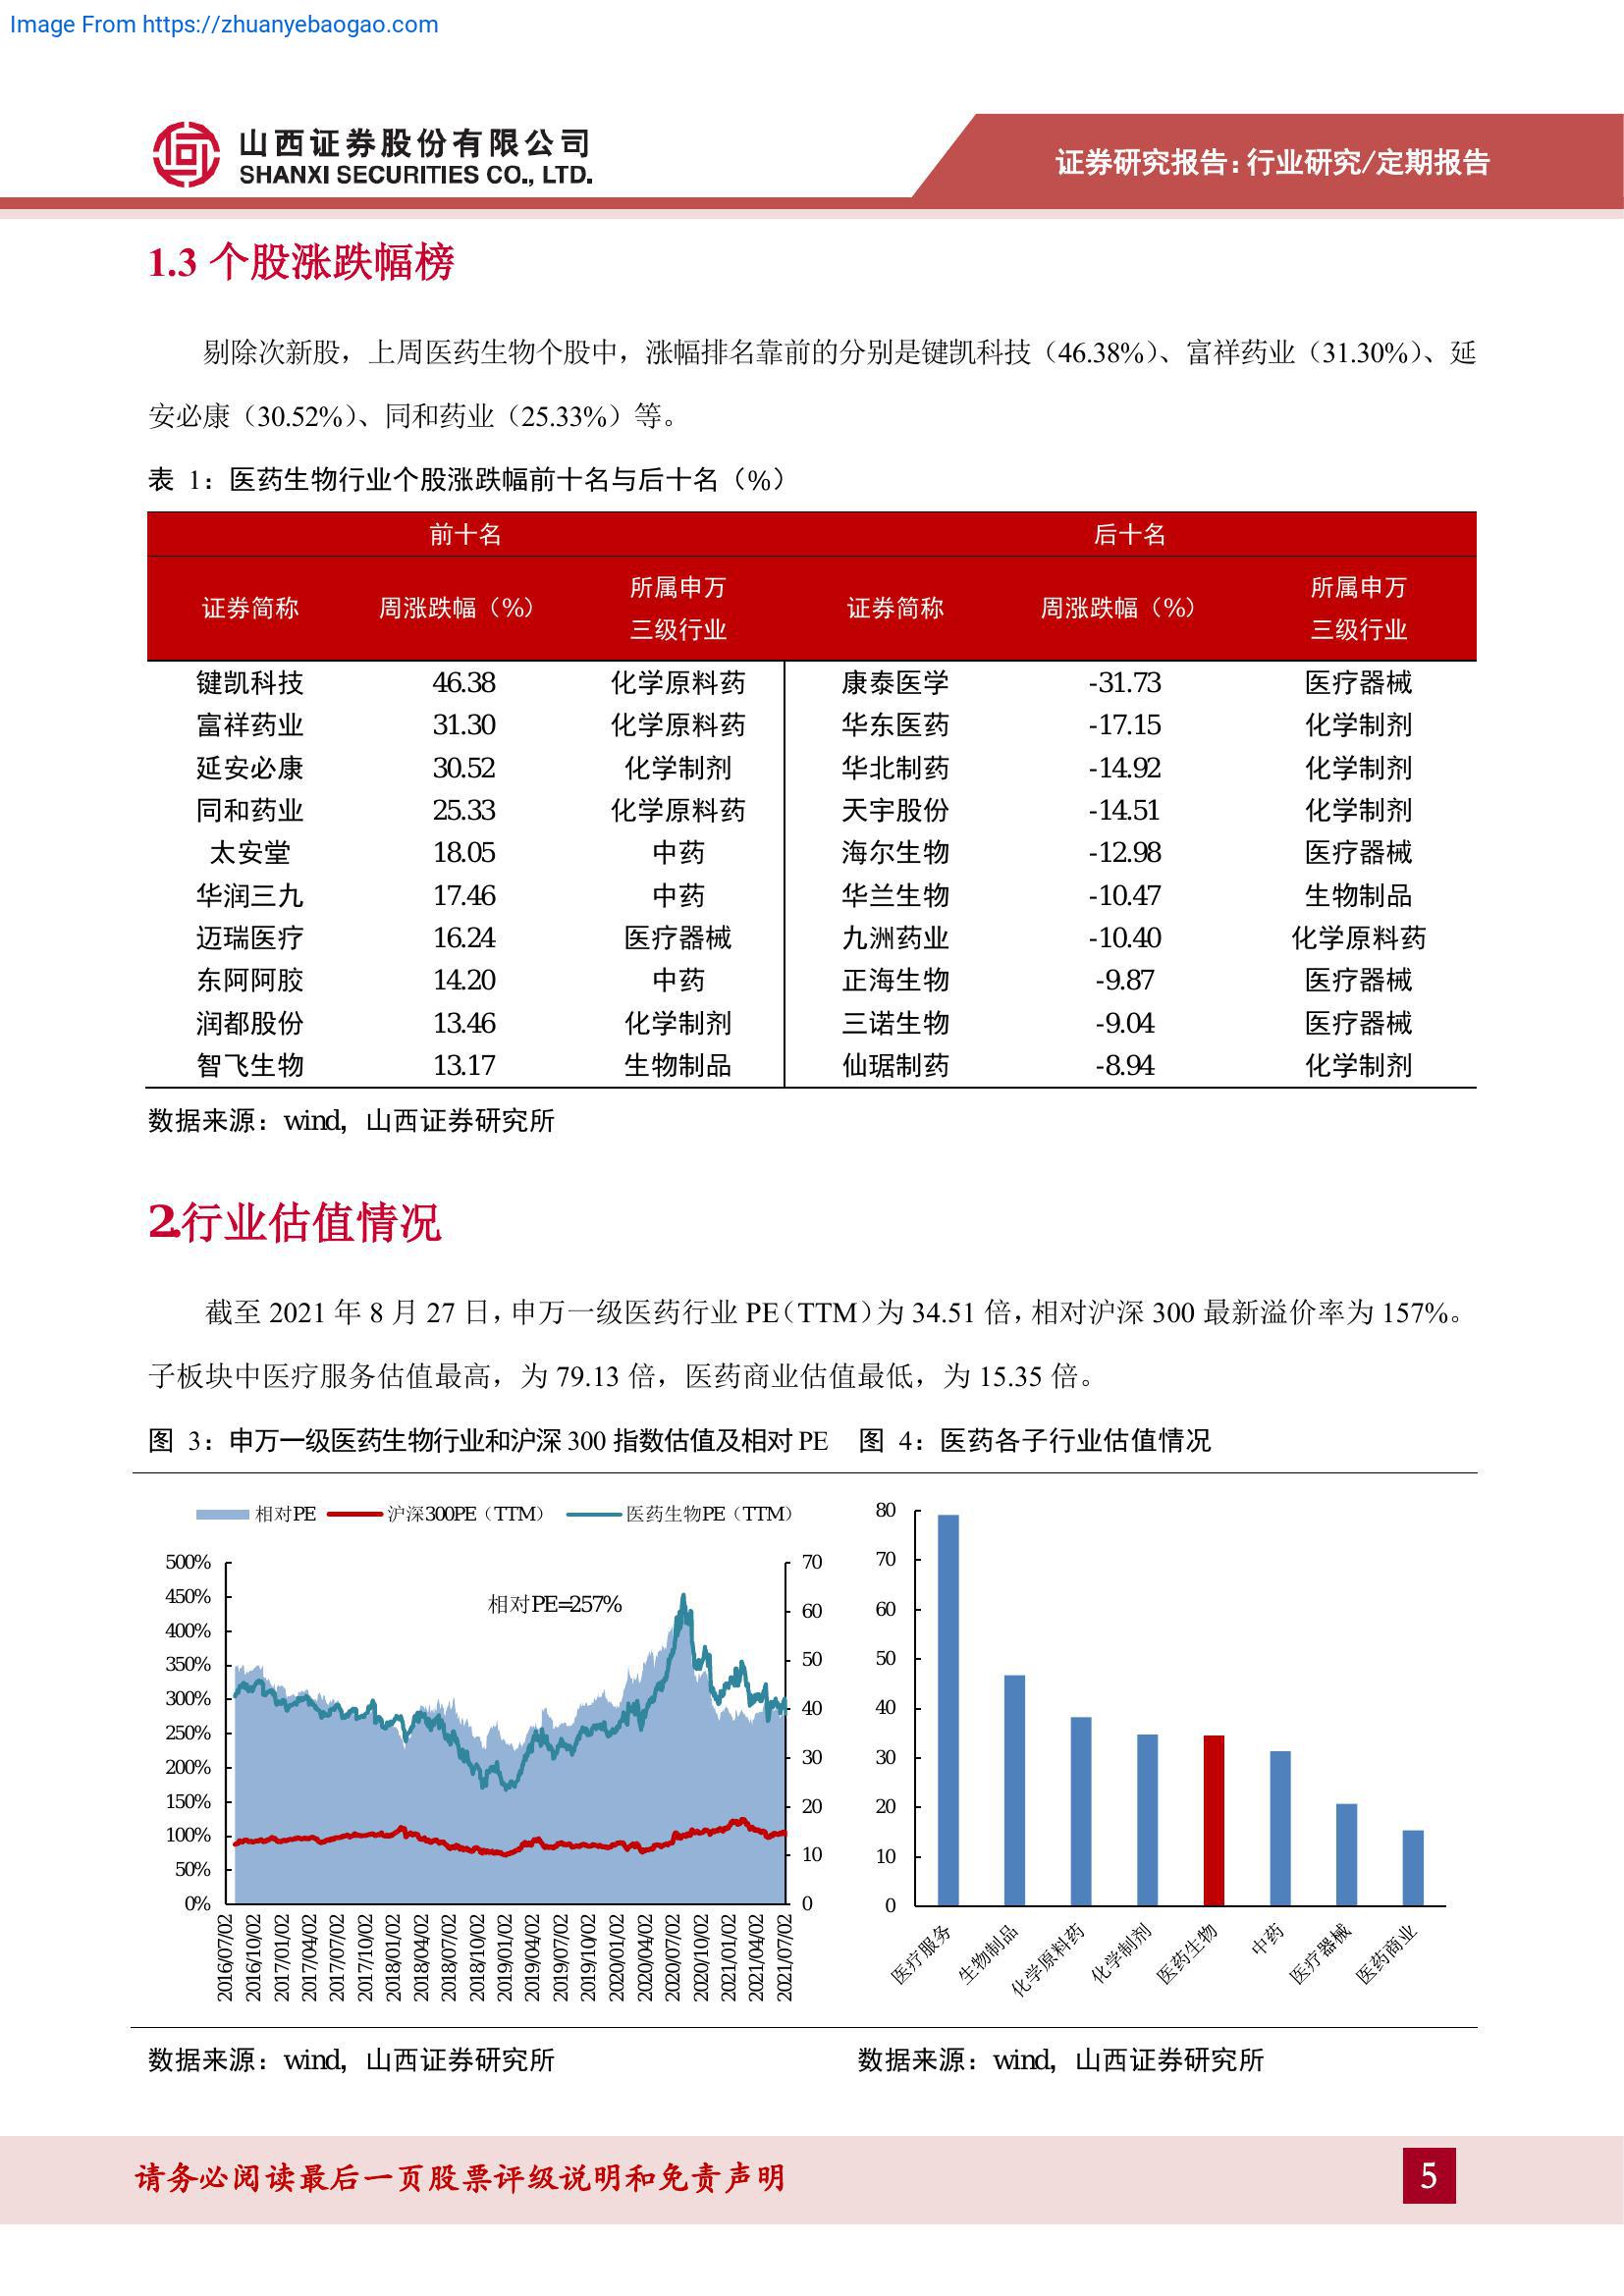 Image From https://zhuanyebaogao.com
山西证券股份有限公司
SHANXI SECURITIES CO., LTD.
证券研究报告:行业研究/定期报告
1.3 个股涨跌幅榜
剔除次新股，上周医药生物个股中，涨幅排名靠前的分别是键凯科技（46.38%）、富祥药业（31.30%）、延
安必康（30.52%）、同和药业（25.33%）等。
表 1：医药生物行业个股涨跌幅前十名与后十名（%）
前十名 后十名
证券简称 周涨跌幅（%） 所属申万 证券简称 周涨跌幅（%） 所属申万
三级行业 三级行业
键凯科技 46.38 化学原料药 康泰医学 -31.73 医疗器械
富祥药业 31.30 化学原料药 华东医药 -17.15 化学制剂
延安必康 30.52 化学制剂 华北制药 -14.92 化学制剂
同和药业 25.33 化学原料药 天宇股份 -14.51 化学制剂
太安堂 18.05 中药 海尔生物 -12.98 医疗器械
华润三九 17.46 中药 华兰生物 -10.47 生物制品
迈瑞医疗 16.24 医疗器械 九洲药业 -10.40 化学原料药
东阿阿胶 14.20 中药 正海生物 -9.87 医疗器械
润都股份 13.46 化学制剂 三诺生物 -9.04 医疗器械
智飞生物 13.17 生物制品 仙琚制药 -8.94 化学制剂
数据来源：wind，山西证券研究所
2.行业估值情况
截至 2021 年 8 月 27 日，申万一级医药行业 PE（TTM）为 34.51 倍，相对沪深 300 最新溢价率为 157%。
子板块中医疗服务估值最高，为 79.13 倍，医药商业估值最低，为 15.35 倍。
图 3：申万一级医药生物行业和沪深 300 指数估值及相对 PE
相对PE 沪深300PE（TTM） 医药生物PE（TTM）
相对PE=257%
500%
450%
400%
350%
300%
250%
200%
150%
100%
50%
0%
70
60
50
40
30
20
10
0
2016/07/02
2016/10/02
2017/01/02
2017/04/02
2017/07/02
2017/10/02
2018/01/02
2018/04/02
2018/07/02
2018/10/02
2019/01/02
2019/04/02
2019/07/02
2019/10/02
2020/01/02
2020/04/02
2020/07/02
2020/10/02
2021/01/02
2021/04/02
2021/07/02
数据来源：wind，山西证券研究所
图 4：医药各子行业估值情况
80
70
60
50
40
30
20
10
0
医疗服务
生物制品
化学原料药
化学制剂
医药生物
中药
医疗器械
医药商业
数据来源：wind，山西证券研究所
请务必阅读最后一页股票评级说明和免责声明
5